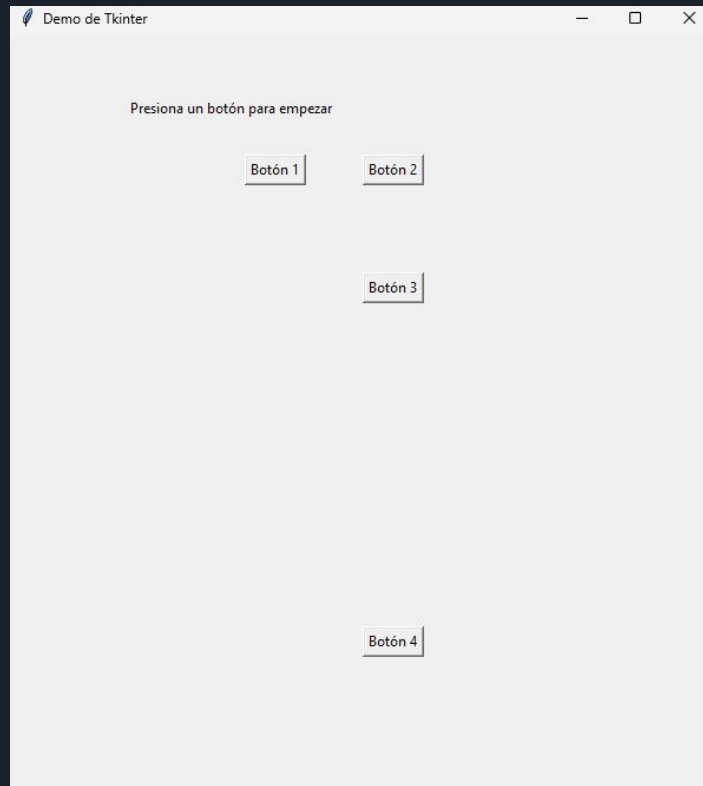 Demo de Tkinter
Presiona un botón para empezar
Botón 1 Botón 2
Botón 3
Botón 4